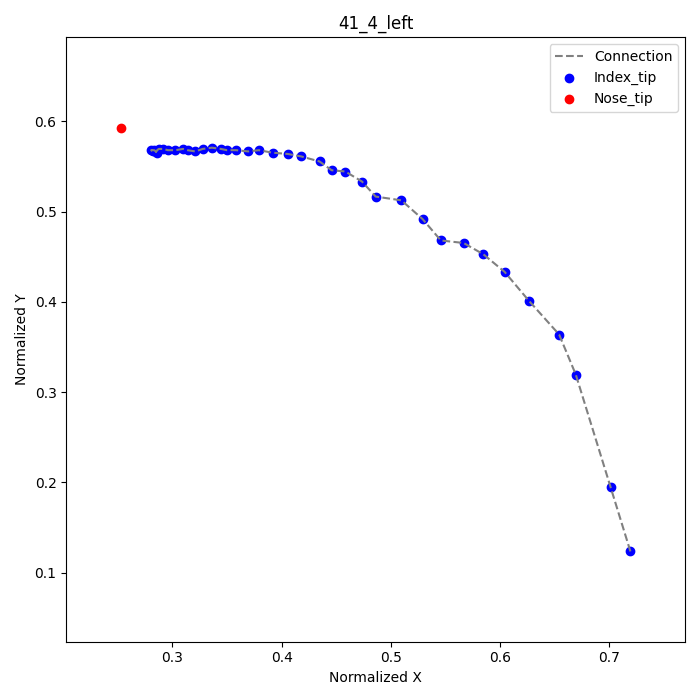 41_4_left
Connection
Index_tip
Nose_tip
Normalized Y
0.6
0.5
0.4
0.3
0.2
0.1
0.3 0.4 0.5 0.6 0.7
Normalized X